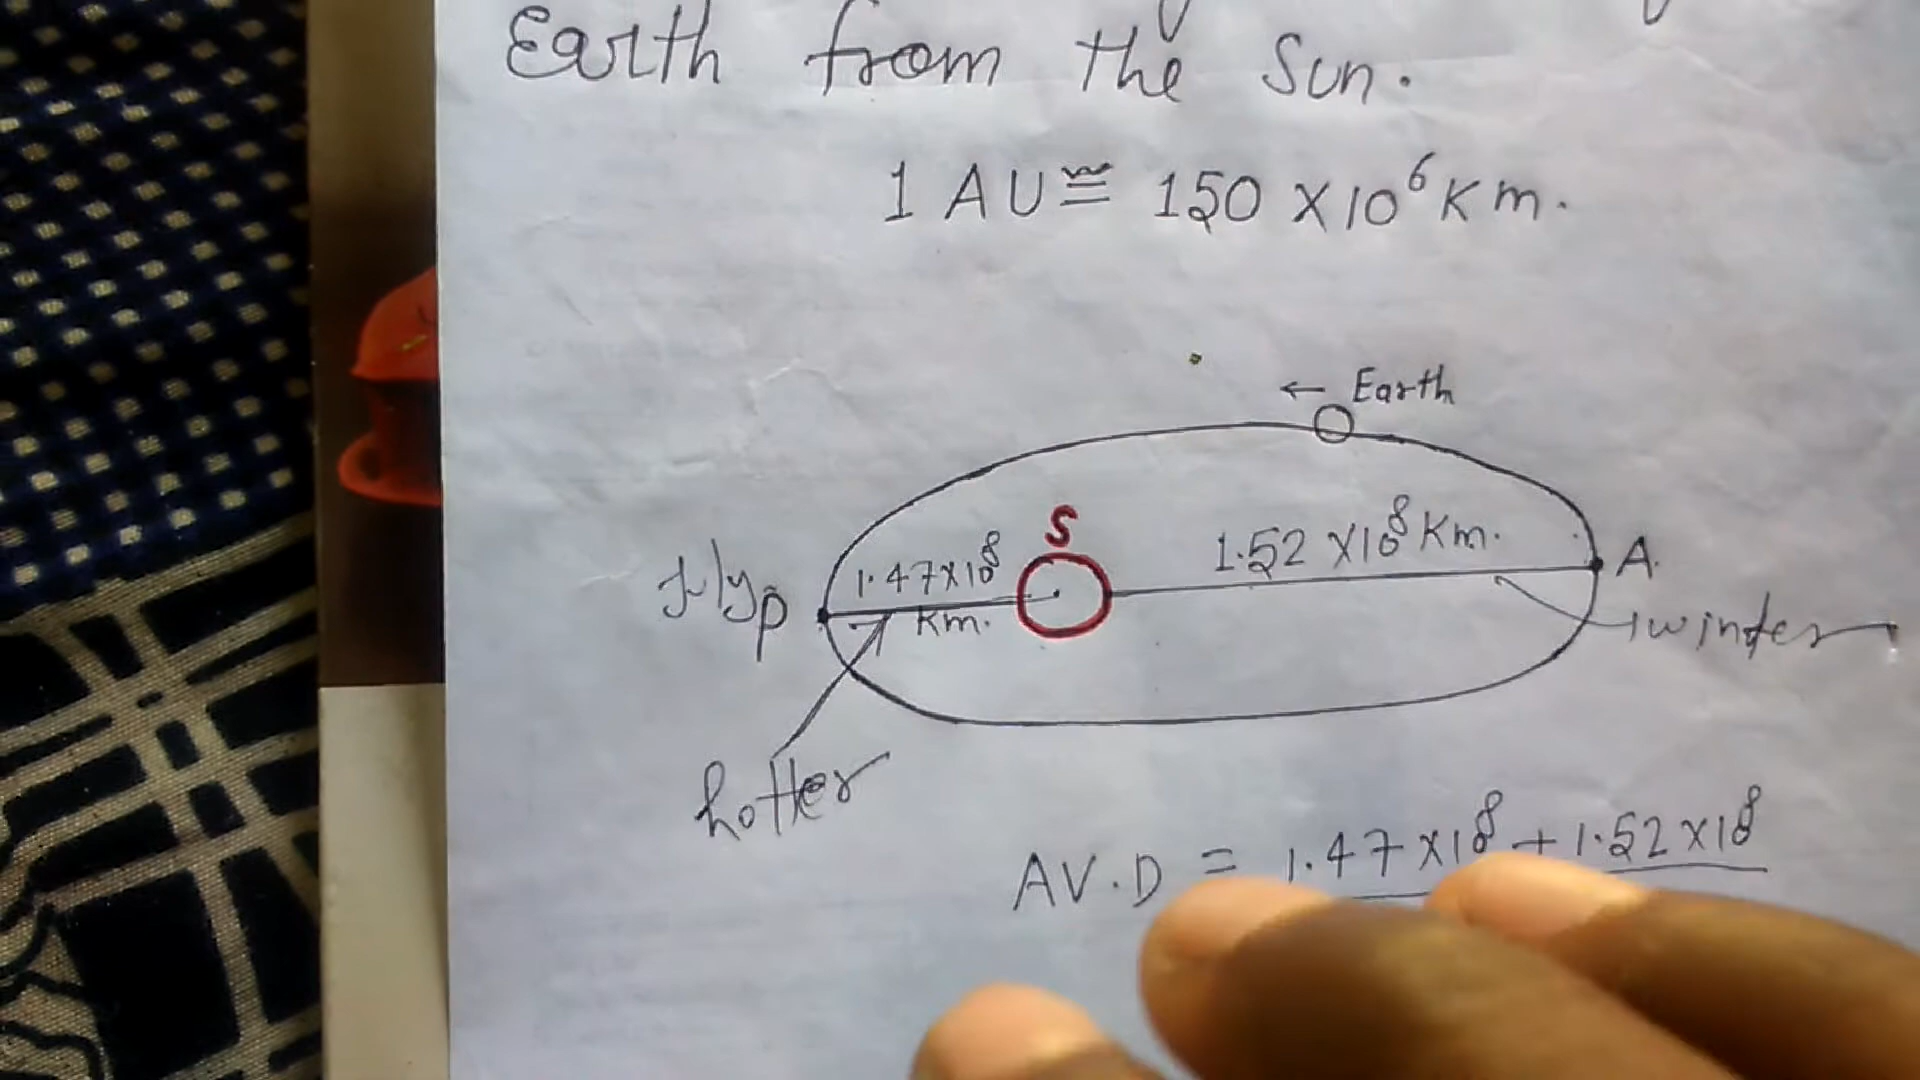 Earth from the Sun.
1 AU ≅ 150 × 10⁶ Km.
← Earth
S
1.47×10⁸ Km.
1.52 ×10⁸ Km.
A.
July
P
winter
hotter
AV.D = 1.47×10⁸ + 1.52×10⁸